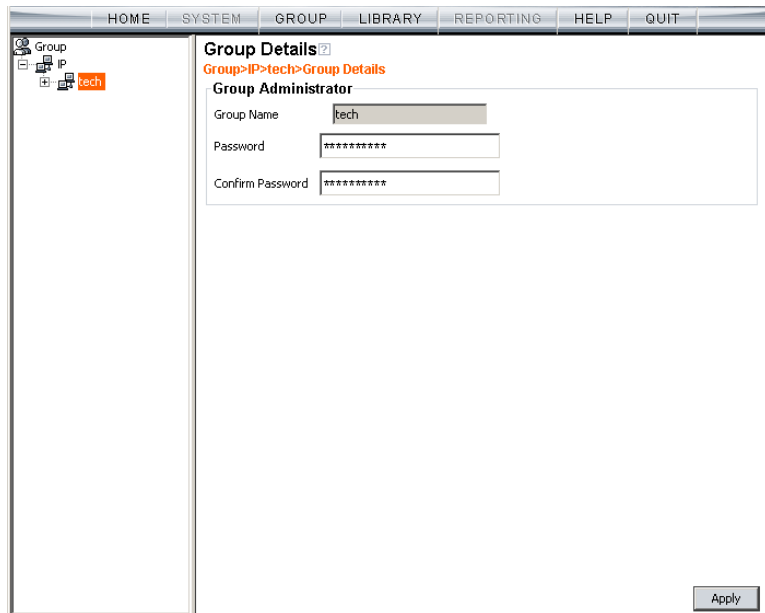 HOME SYSTEM GROUP LIBRARY REPORTING HELP QUIT
Group
IP
tech
Group Details?
Group>IP>tech>Group Details
Group Administrator
Group Name tech
Password **********
Confirm Password **********
Apply